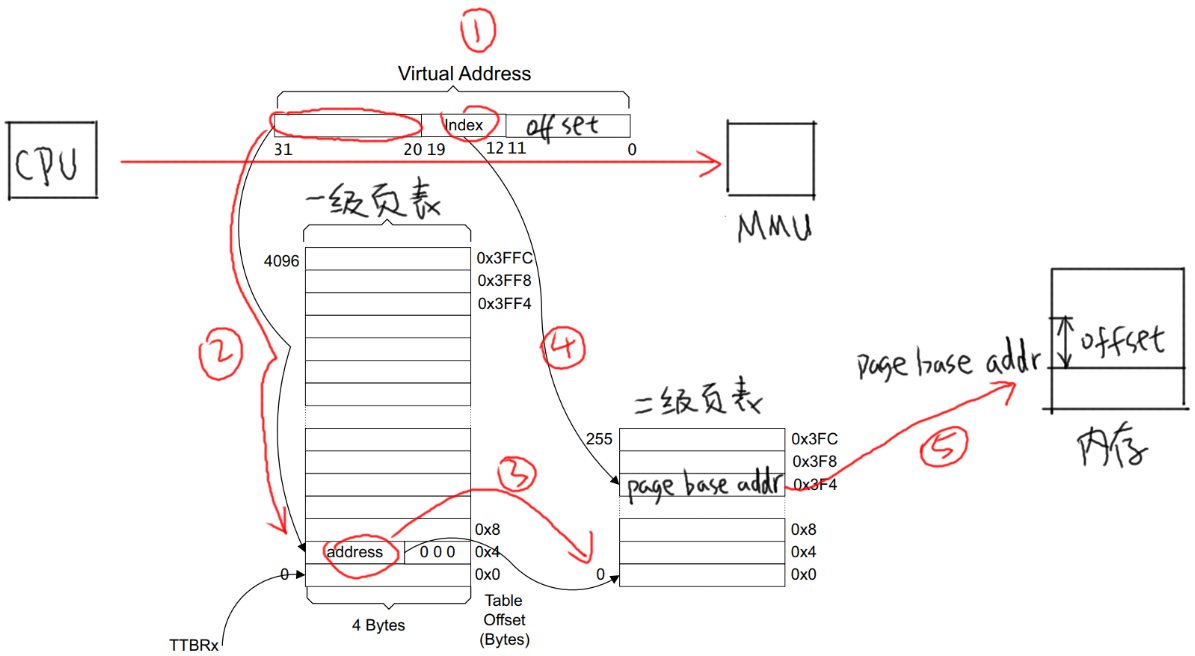 ①
Virtual Address
Index
offset
31
20
19
12
11
0
CPU
MMU
一级页表
4096
0x3FFC
0x3FF8
0x3FF4
②
④
page base addr
offset
内存
⑤
二级页表
255
0x3FC
0x3F8
page base addr
0x3F4
③
0x8
address
0 0 0
0x4
0
0x0
0x8
0x4
0
0x0
4 Bytes
Table
Offset
(Bytes)
TTBRx